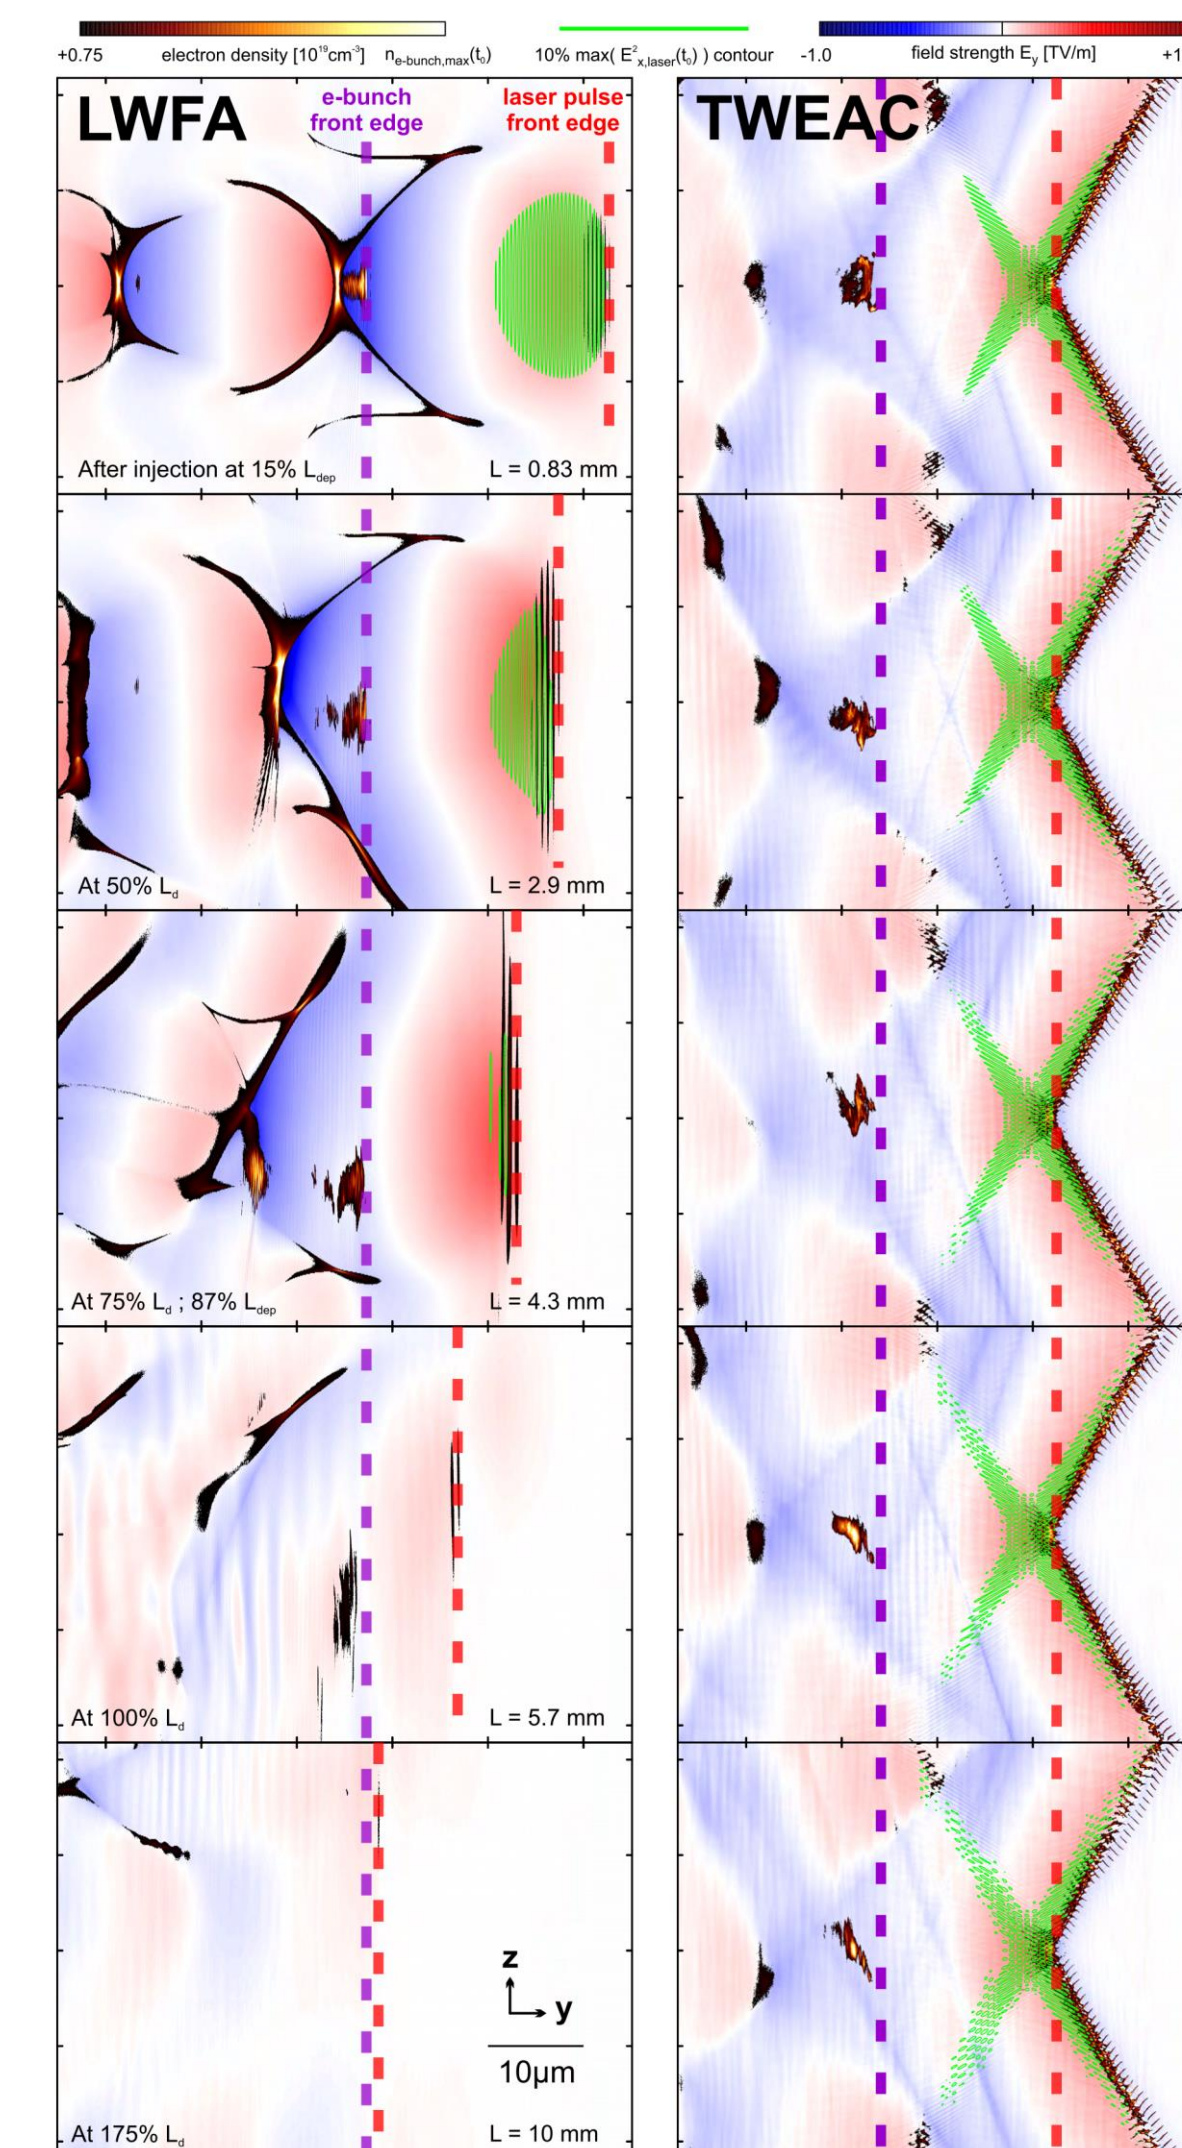 +0.75 electron density [10¹⁹cm⁻³] n_e-bunch,max(t₀) 10% max( E²_x,laser(t₀) ) contour -1.0 field strength E_y [TV/m] +1
LWFA
e-bunch
front edge
laser pulse
front edge
TWEAC
After injection at 15% L_dep L = 0.83 mm
At 50% L_d L = 2.9 mm
At 75% L_d ; 87% L_dep L = 4.3 mm
At 100% L_d L = 5.7 mm
z
y
10µm
At 175% L_d L = 10 mm